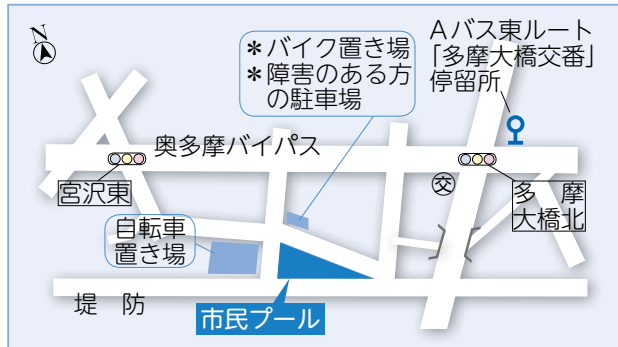 N
*バイク置き場
*障害のある方
の駐車場
Aバス東ルート
「多摩大橋交番」
停留所
奥多摩バイパス
宮沢東
交
多摩
大橋北
自転車
置き場
堤防
市民プール